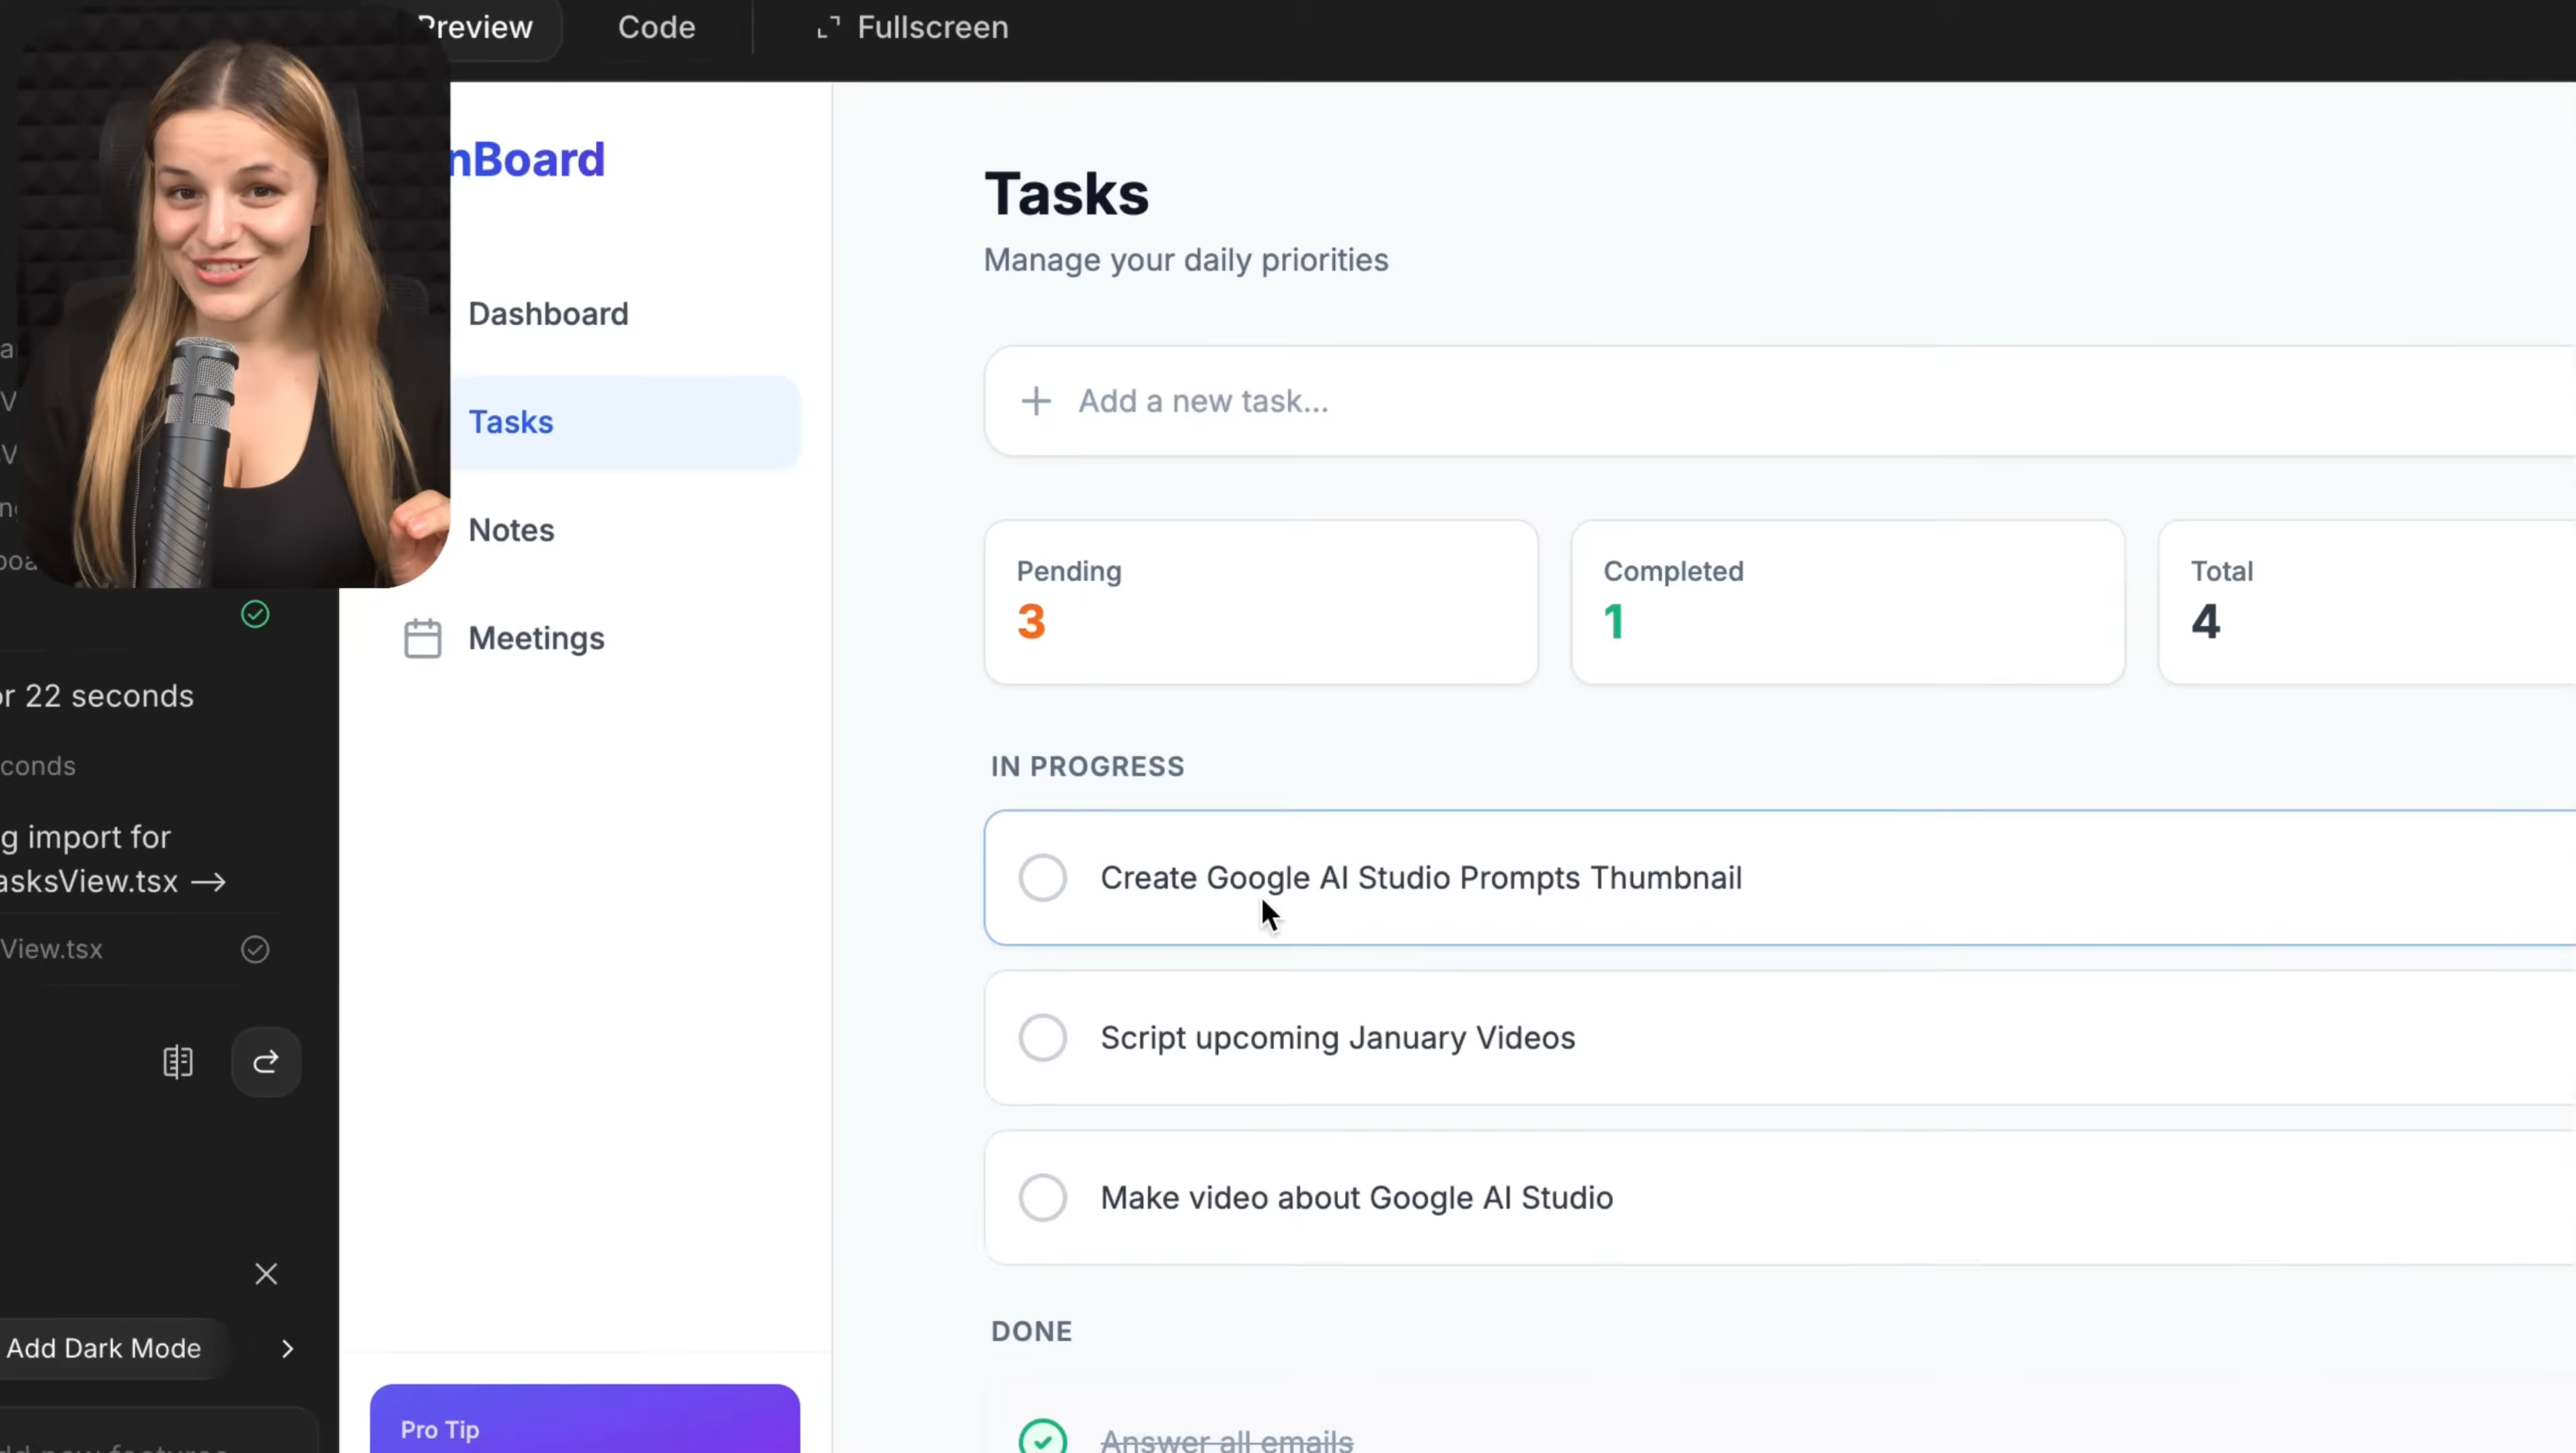 Preview
Code
Fullscreen
nBoard
Dashboard
Tasks
Notes
Meetings
Pro Tip
Tasks
Manage your daily priorities
Add a new task...
Pending
3
Completed
1
Total
4
IN PROGRESS
Create Google AI Studio Prompts Thumbnail
Script upcoming January Videos
Make video about Google AI Studio
DONE
Answer all emails
or 22 seconds
conds
g import for
asksView.tsx →
View.tsx
Add Dark Mode